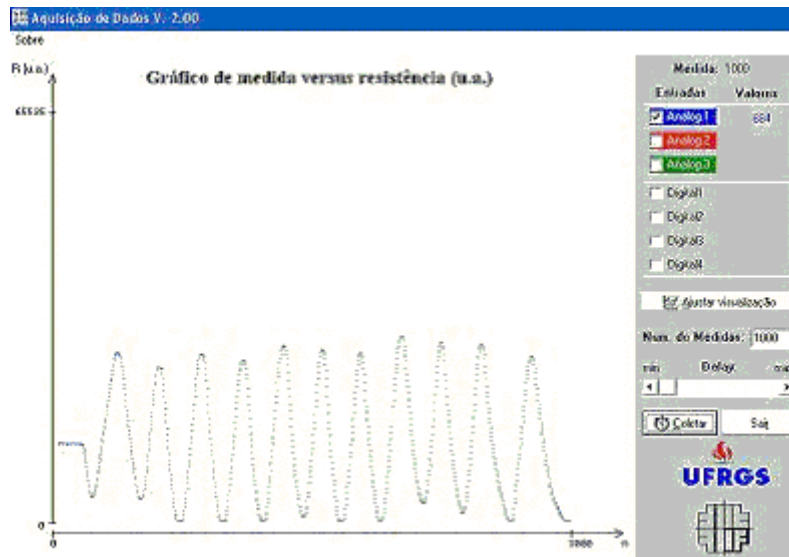 Aquisição de Dados V. 2.00
Sobre
Gráfico de medida versus resistência (u.a.)
R (u.a.)
65535
0
0
1000
n
Medida: 1000
Entradas Valores
Analog1 664
Analog2
Analog3
Digital1
Digital2
Digital3
Digital4
Ajustar visualização
Num. de Medidas: 1000
min Delay
Coletar Sair
UFRGS